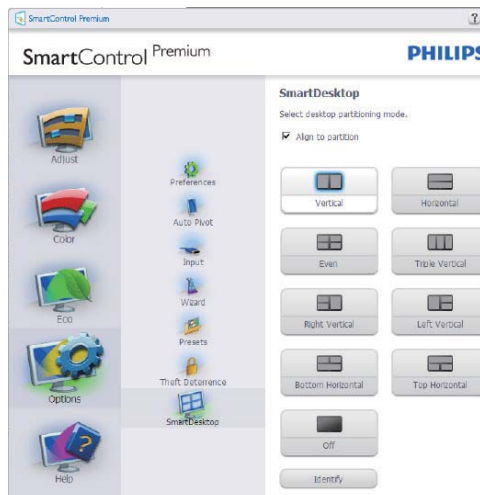 SmartControl Premium
?
SmartControl Premium
PHILIPS
Adjust
Color
Eco
Options
Help
Preferences
Auto Pivot
Input
Wizard
Presets
Theft Deterrence
SmartDesktop
SmartDesktop
Select desktop partitioning mode.
Align to partition
Vertical
Horizontal
Even
Triple Vertical
Right Vertical
Left Vertical
Bottom Horizontal
Top Horizontal
Off
Identify